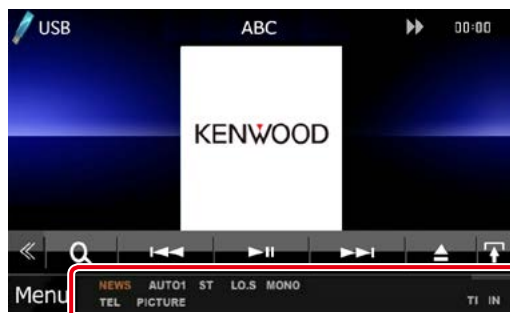 USB ABC 00:00
KENWOOD
Menu NEWS AUTO1 ST LO.S MONO
TEL PICTURE TI IN